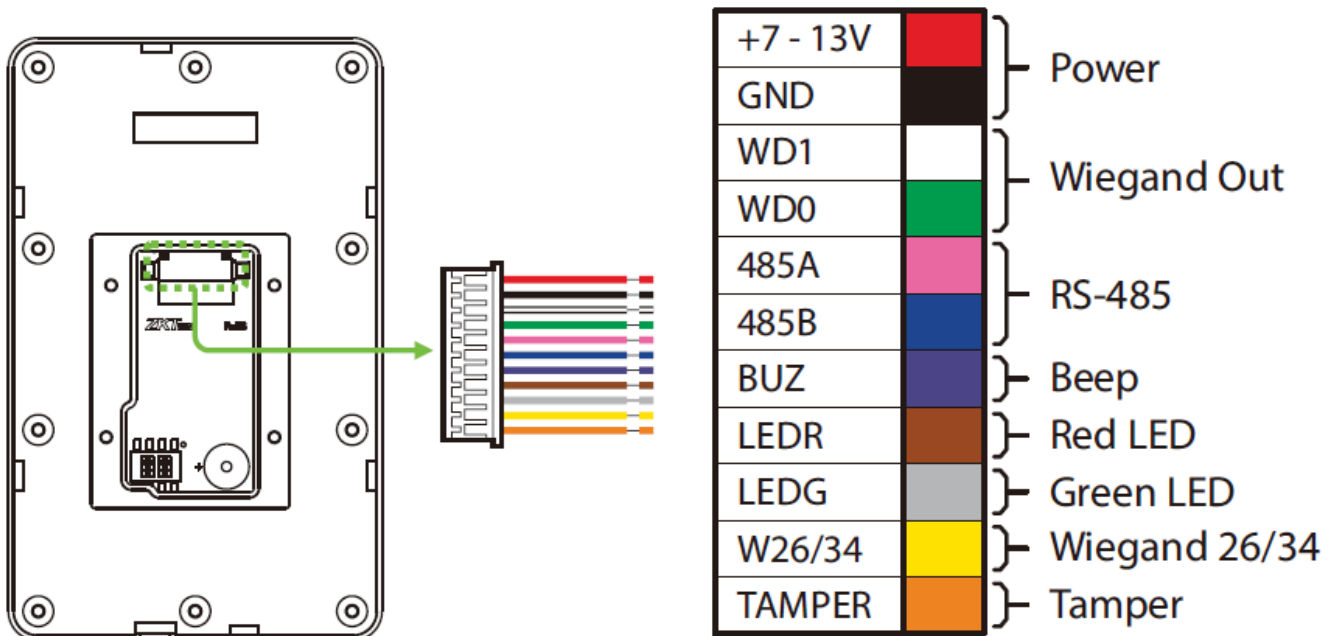 +7 - 13V
GND
Power
WD1
WD0
Wiegand Out
485A
485B
RS-485
BUZ
Beep
LEDR
Red LED
LEDG
Green LED
W26/34
Wiegand 26/34
TAMPER
Tamper
ZKT
+